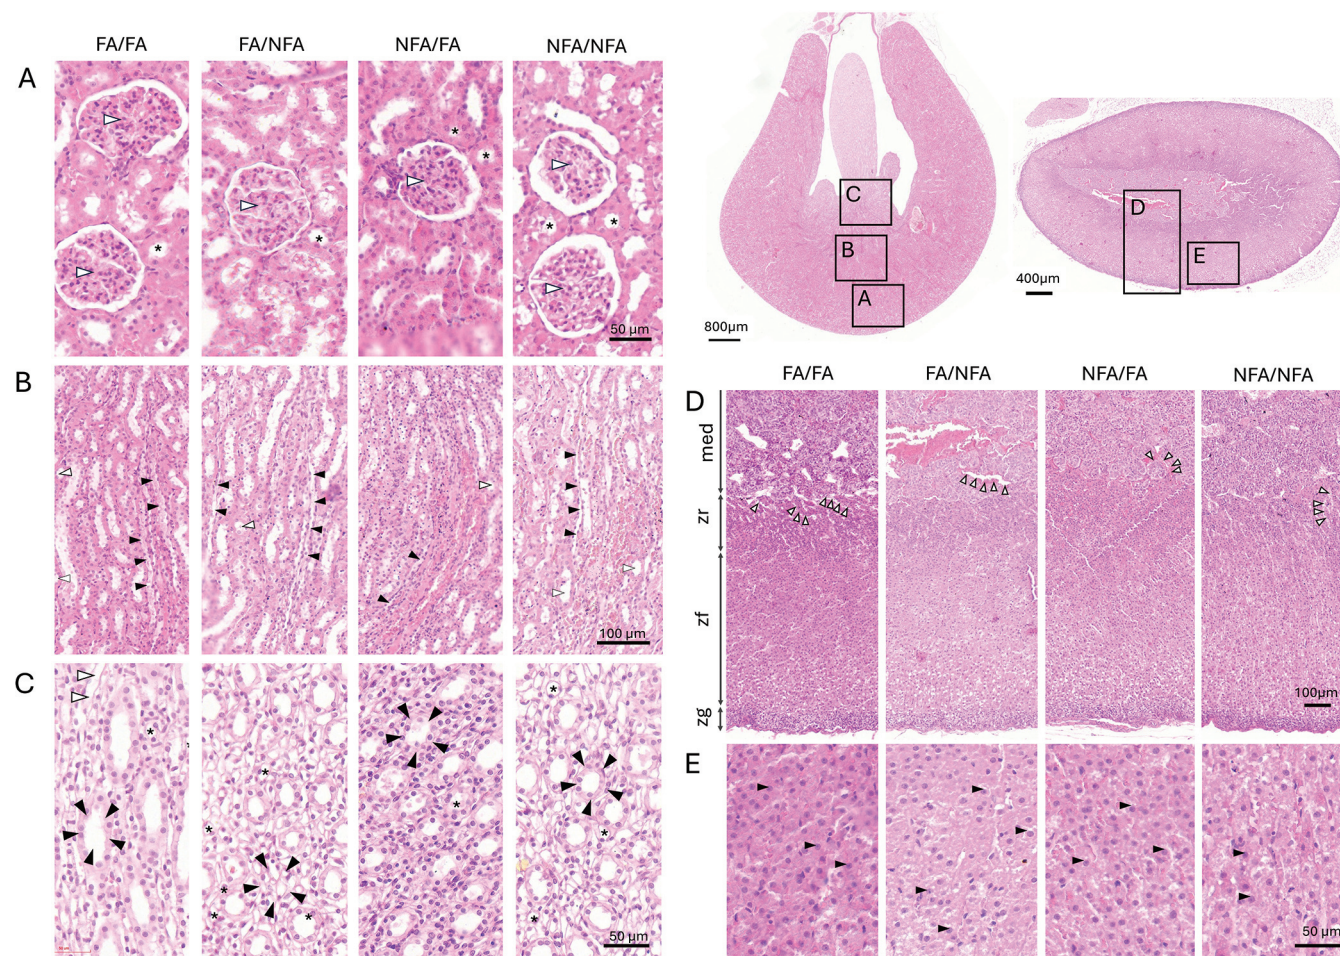 FA/FA FA/NFA NFA/FA NFA/NFA
A
* * * * * *
50 µm
B
100 µm
C
* * * * * * * * * *
50 µm
C
B
A
800µm
D
E
400µm
FA/FA FA/NFA NFA/FA NFA/NFA
D
med
zr
zf
zg
100µm
E
50 µm